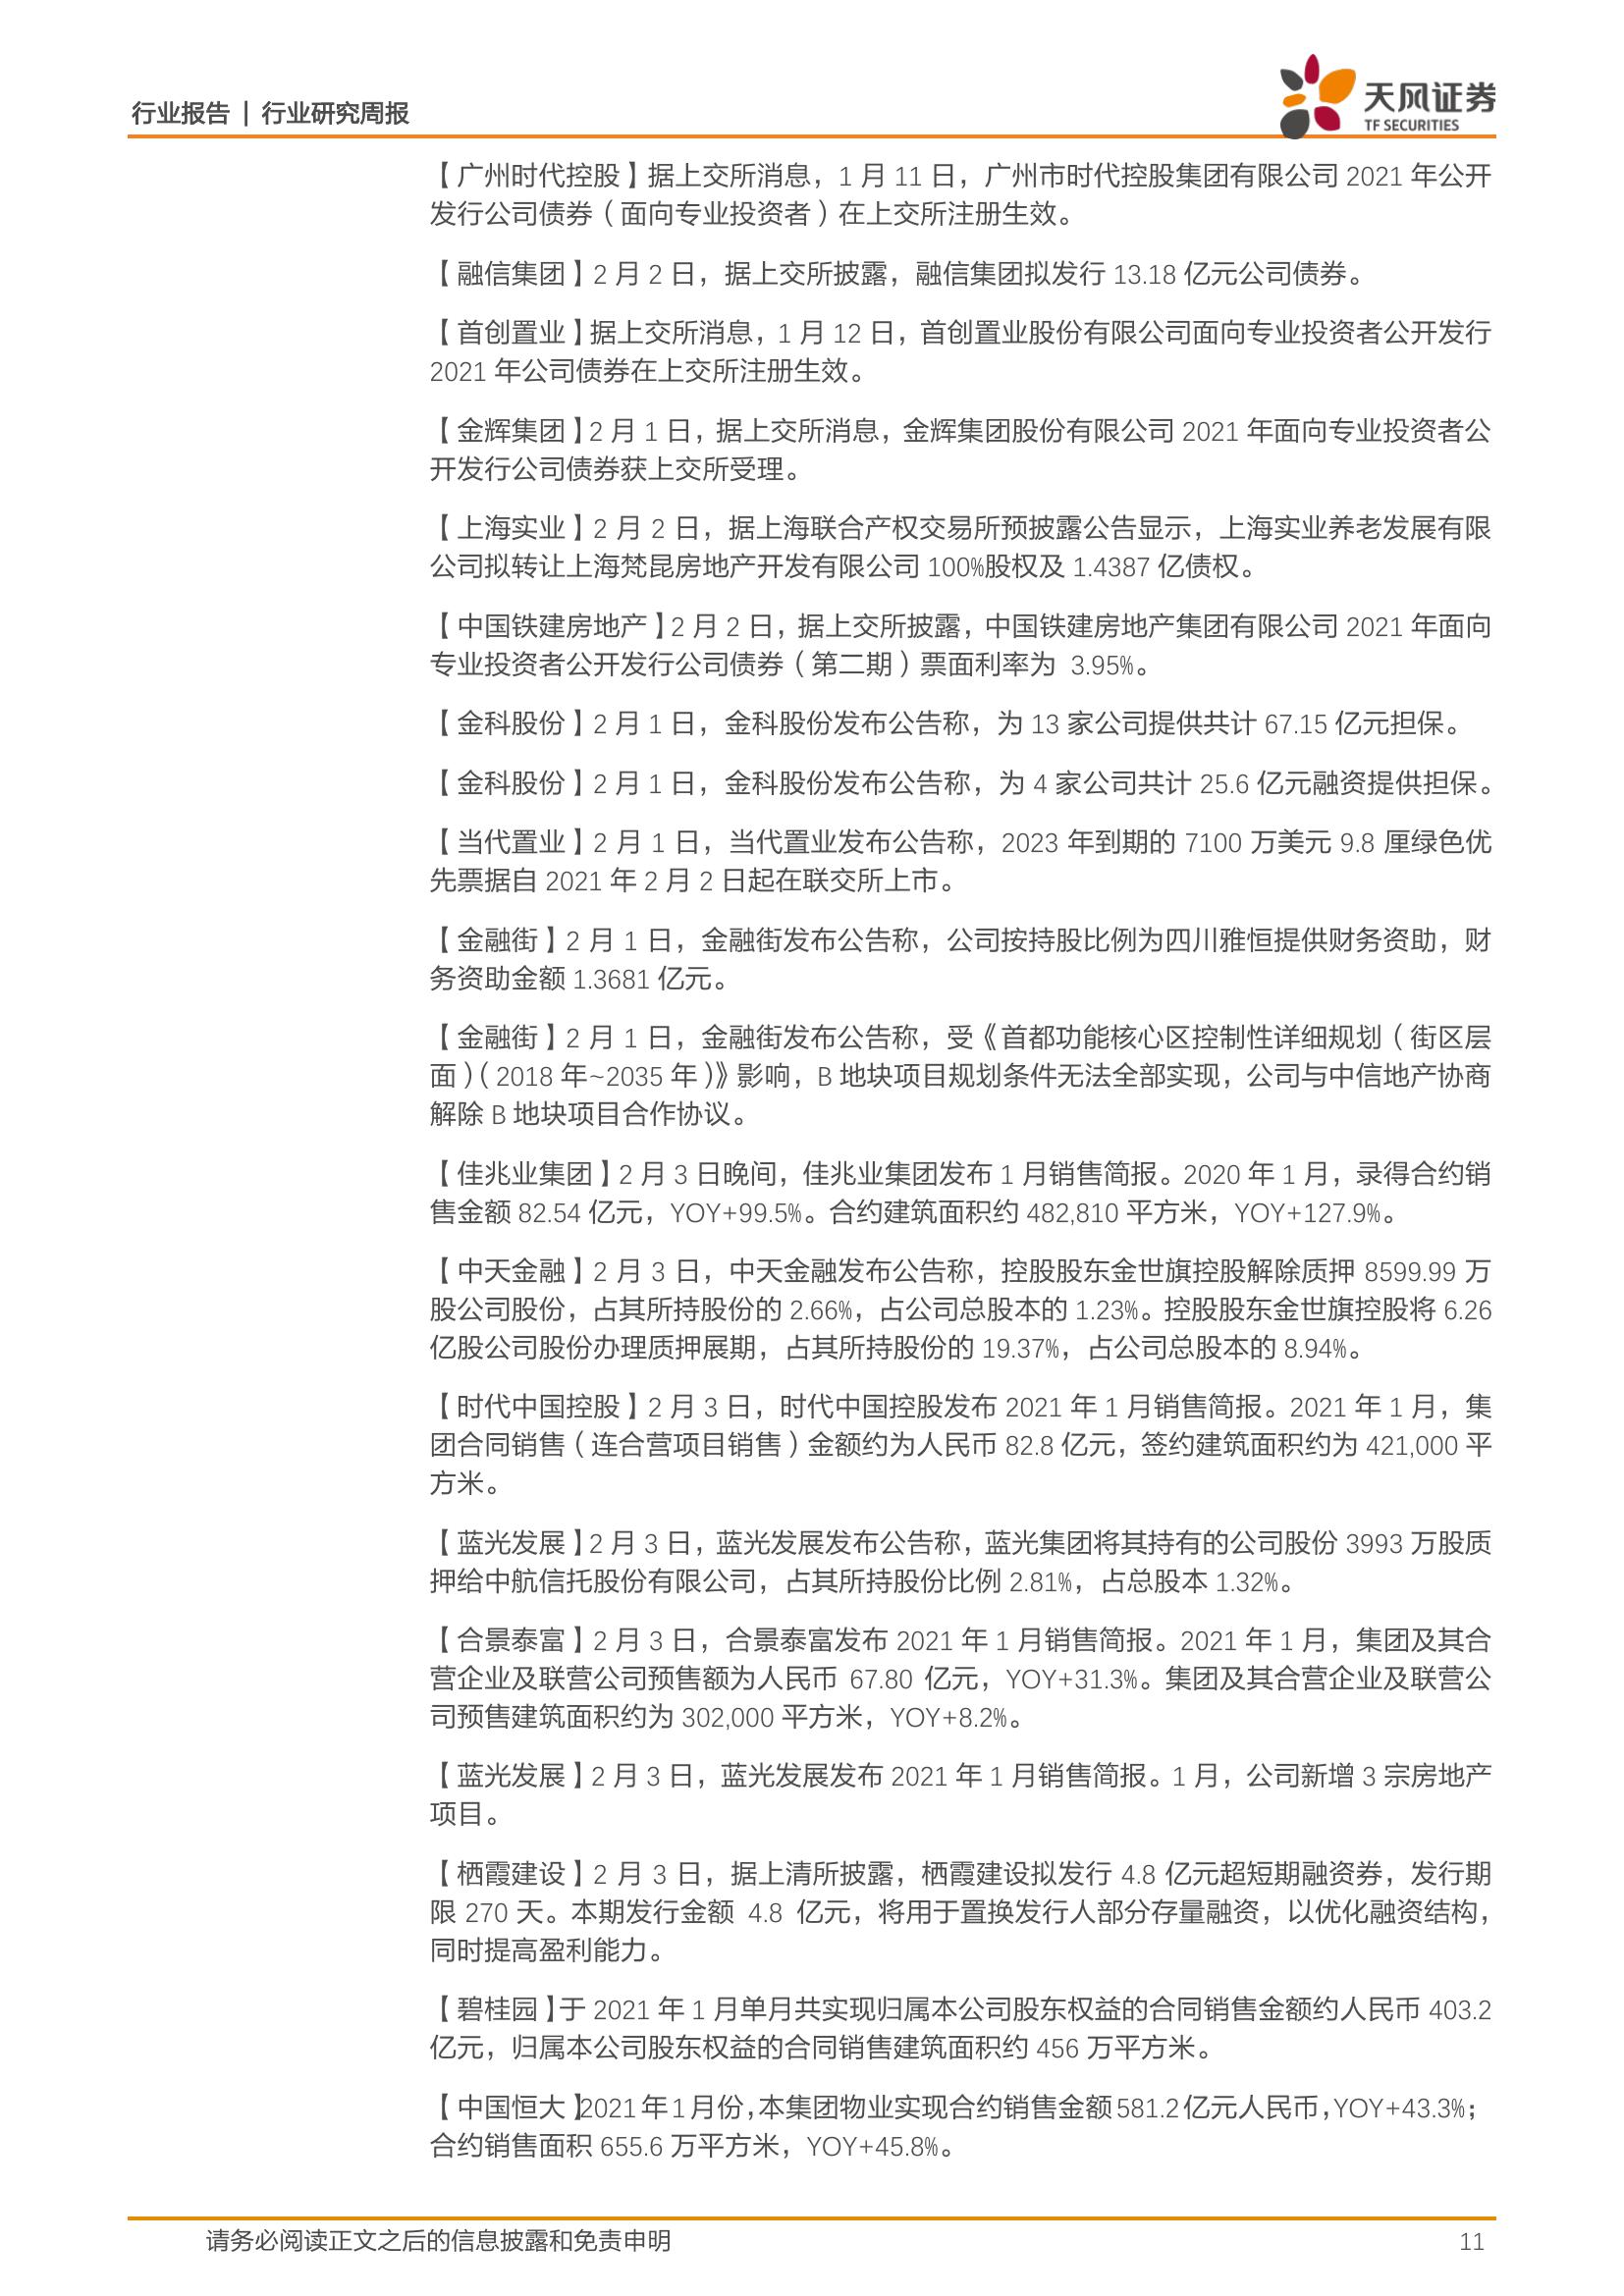 行业报告 | 行业研究周报
天风证券
TF SECURITIES
【广州时代控股】据上交所消息，1 月 11 日，广州市时代控股集团有限公司 2021 年公开
发行公司债券（面向专业投资者）在上交所注册生效。
【融信集团】2 月 2 日，据上交所披露，融信集团拟发行 13.18 亿元公司债券。
【首创置业】据上交所消息，1 月 12 日，首创置业股份有限公司面向专业投资者公开发行
2021 年公司债券在上交所注册生效。
【金辉集团】2 月 1 日，据上交所消息，金辉集团股份有限公司 2021 年面向专业投资者公
开发行公司债券获上交所受理。
【上海实业】2 月 2 日，据上海联合产权交易所预披露公告显示，上海实业养老发展有限
公司拟转让上海梵昆房地产开发有限公司 100%股权及 1.4387 亿债权。
【中国铁建房地产】2 月 2 日，据上交所披露，中国铁建房地产集团有限公司 2021 年面向
专业投资者公开发行公司债券（第二期）票面利率为 3.95%。
【金科股份】2 月 1 日，金科股份发布公告称，为 13 家公司提供共计 67.15 亿元担保。
【金科股份】2 月 1 日，金科股份发布公告称，为 4 家公司共计 25.6 亿元融资提供担保。
【当代置业】2 月 1 日，当代置业发布公告称，2023 年到期的 7100 万美元 9.8 厘绿色优
先票据自 2021 年 2 月 2 日起在联交所上市。
【金融街】2 月 1 日，金融街发布公告称，公司按持股比例为四川雅恒提供财务资助，财
务资助金额 1.3681 亿元。
【金融街】2 月 1 日，金融街发布公告称，受《首都功能核心区控制性详细规划（街区层
面）（2018 年~2035 年）》影响，B 地块项目规划条件无法全部实现，公司与中信地产协商
解除 B 地块项目合作协议。
【佳兆业集团】2 月 3 日晚间，佳兆业集团发布 1 月销售简报。2020 年 1 月，录得合约销
售金额 82.54 亿元，YOY+99.5%。合约建筑面积约 482,810 平方米，YOY+127.9%。
【中天金融】2 月 3 日，中天金融发布公告称，控股股东金世旗控股解除质押 8599.99 万
股公司股份，占其所持股份的 2.66%，占公司总股本的 1.23%。控股股东金世旗控股将 6.26
亿股公司股份办理质押展期，占其所持股份的 19.37%，占公司总股本的 8.94%。
【时代中国控股】2 月 3 日，时代中国控股发布 2021 年 1 月销售简报。2021 年 1 月，集
团合同销售（连合营项目销售）金额约为人民币 82.8 亿元，签约建筑面积约为 421,000 平
方米。
【蓝光发展】2 月 3 日，蓝光发展发布公告称，蓝光集团将其持有的公司股份 3993 万股质
押给中航信托股份有限公司，占其所持股份比例 2.81%，占总股本 1.32%。
【合景泰富】2 月 3 日，合景泰富发布 2021 年 1 月销售简报。2021 年 1 月，集团及其合
营企业及联营公司预售额为人民币 67.80 亿元，YOY+31.3%。集团及其合营企业及联营公
司预售建筑面积约为 302,000 平方米，YOY+8.2%。
【蓝光发展】2 月 3 日，蓝光发展发布 2021 年 1 月销售简报。1 月，公司新增 3 宗房地产
项目。
【栖霞建设】2 月 3 日，据上清所披露，栖霞建设拟发行 4.8 亿元超短期融资券，发行期
限 270 天。本期发行金额 4.8 亿元，将用于置换发行人部分存量融资，以优化融资结构，
同时提高盈利能力。
【碧桂园】于 2021 年 1 月单月共实现归属本公司股东权益的合同销售金额约人民币 403.2
亿元，归属本公司股东权益的合同销售建筑面积约 456 万平方米。
【中国恒大】2021 年 1 月份，本集团物业实现合约销售金额 581.2 亿元人民币，YOY+43.3%；
合约销售面积 655.6 万平方米，YOY+45.8%。
请务必阅读正文之后的信息披露和免责申明
11